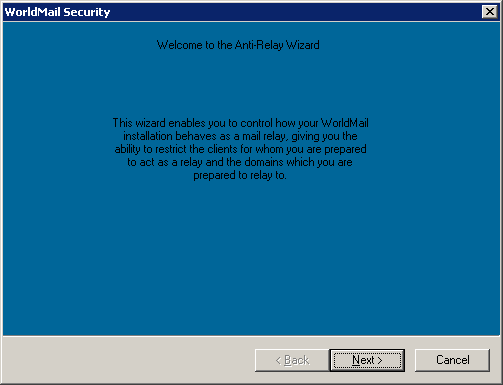 WorldMail Security
Welcome to the Anti-Relay Wizard
This wizard enables you to control how your WorldMail
installation behaves as a mail relay, giving you the
ability to restrict the clients for whom you are prepared
to act as a relay and the domains which you are
prepared to relay to.
< Back
Next >
Cancel